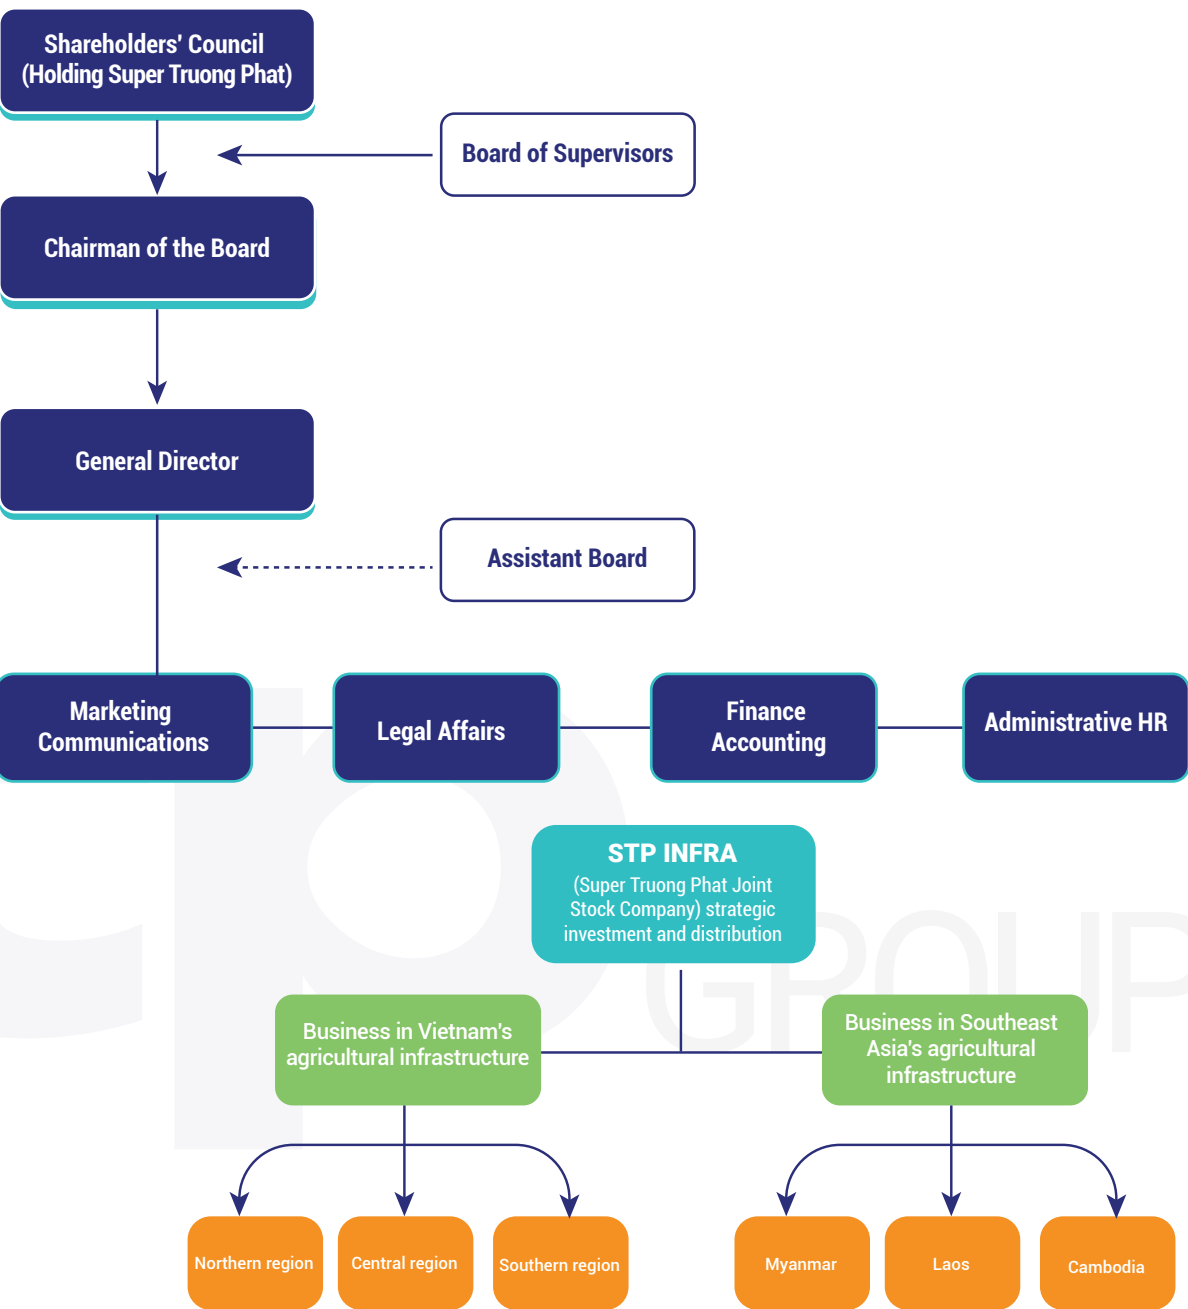 Shareholders' Council
(Holding Super Truong Phat)
Board of Supervisors
Chairman of the Board
General Director
Assistant Board
Marketing
Communications
Legal Affairs
Finance
Accounting
Administrative HR
STP INFRA
(Super Truong Phat Joint
Stock Company) strategic
investment and distribution
GROUP
Business in Vietnam's
agricultural infrastructure
Business in Southeast
Asia's agricultural
infrastructure
Northern region
Central region
Southern region
Myanmar
Laos
Cambodia